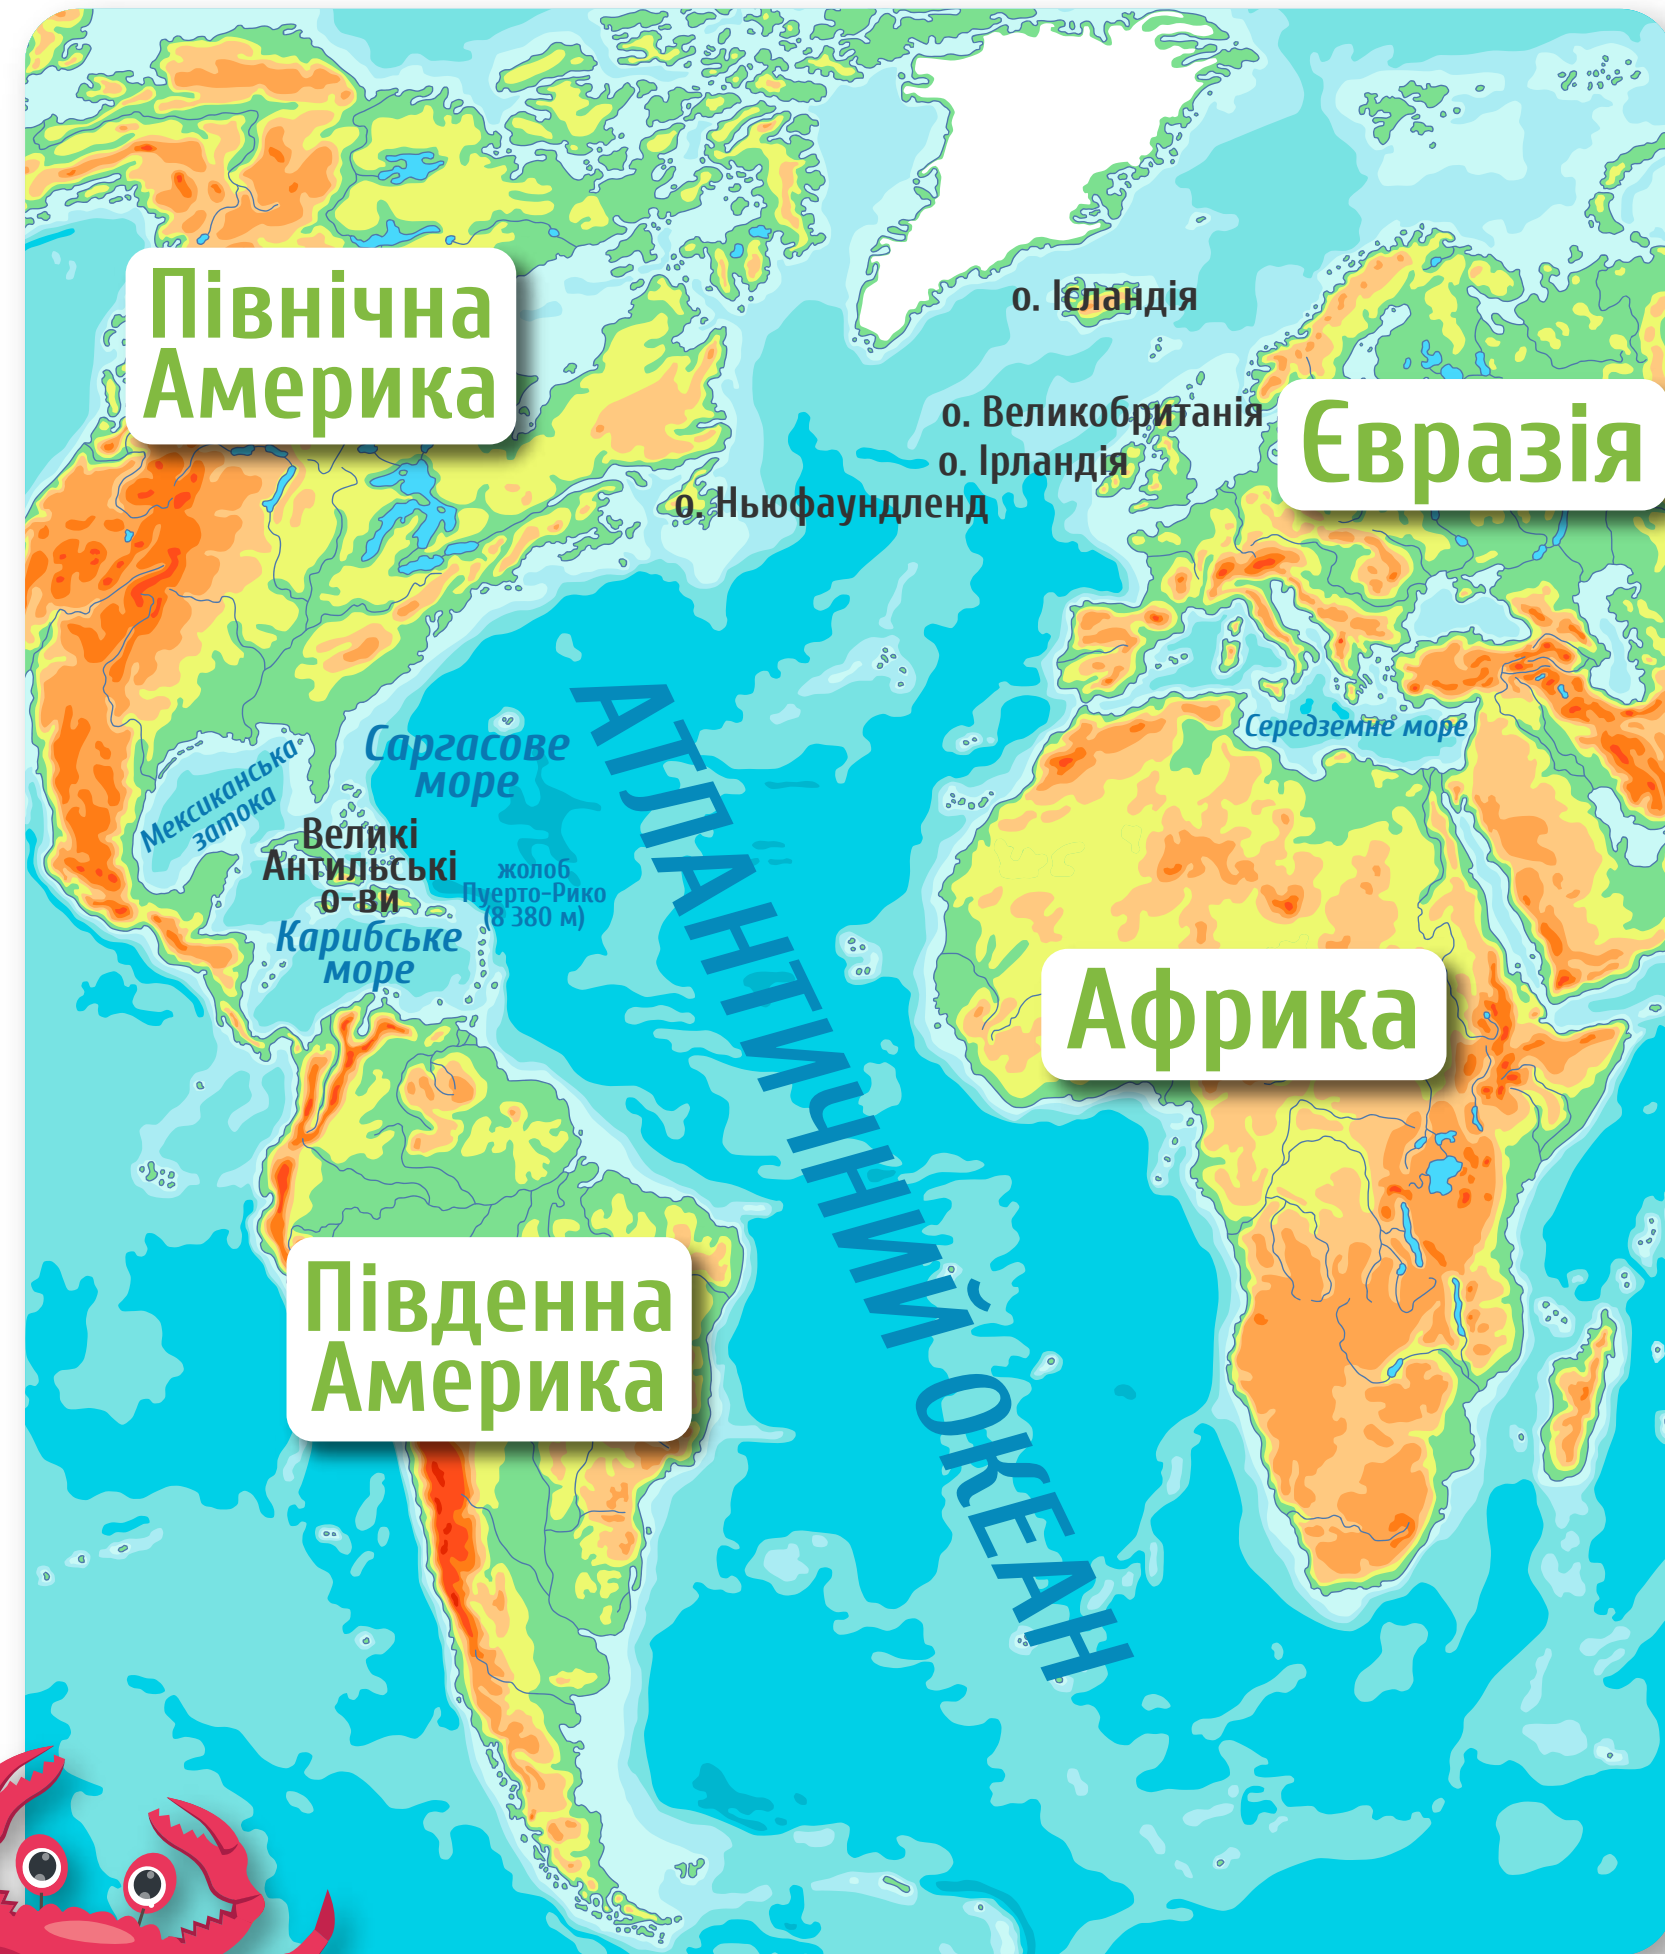 Північна
Америка
о. Ісландія
о. Великобританія
о. Ірландія
Євразія
о. Ньюфаундленд
АТЛАНТИЧНИЙ ОКЕАН
Саргасове
море
Середземне море
Мексиканська
затока
Великі
Антильські
о-ви
жолоб
Пуерто-Рико
(8 380 м)
Карибське
море
Африка
Південна
Америка